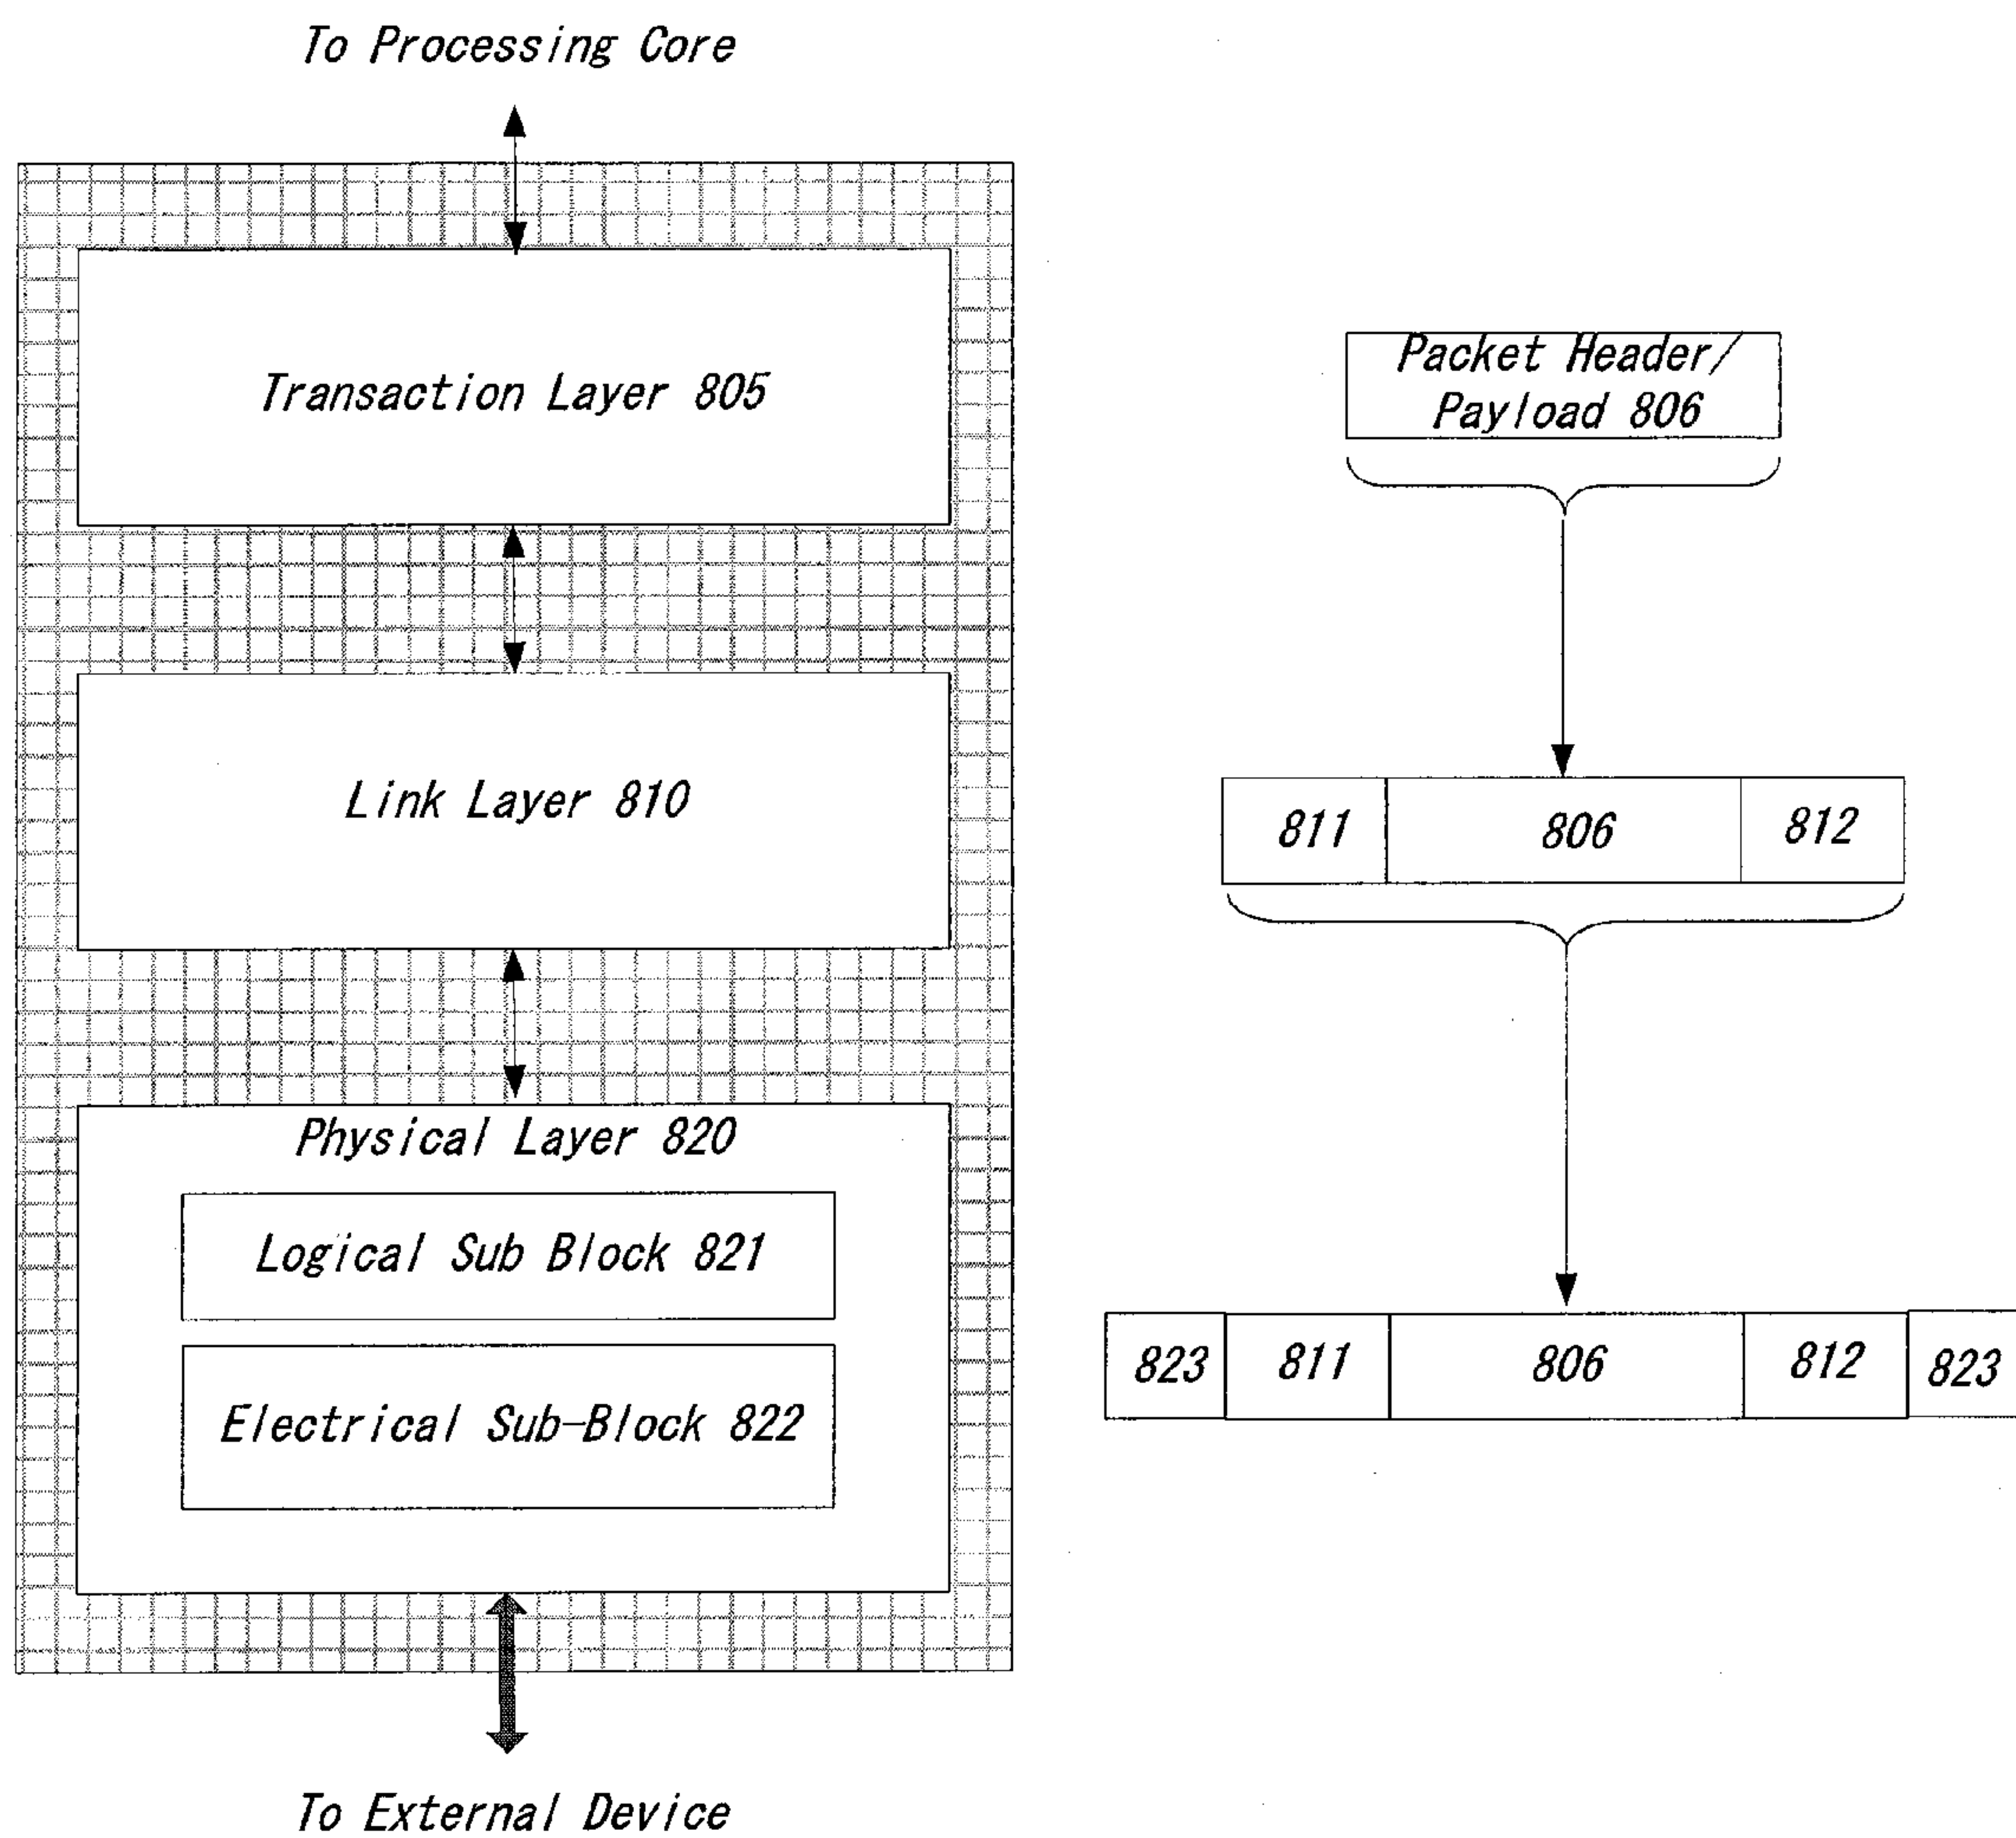 To Processing Core
Transaction Layer 805
Packet Header/
Payload 806
Link Layer 810
811 806 812
Physical Layer 820
Logical Sub Block 821
Electrical Sub-Block 822
823 811 806 812 823
To External Device